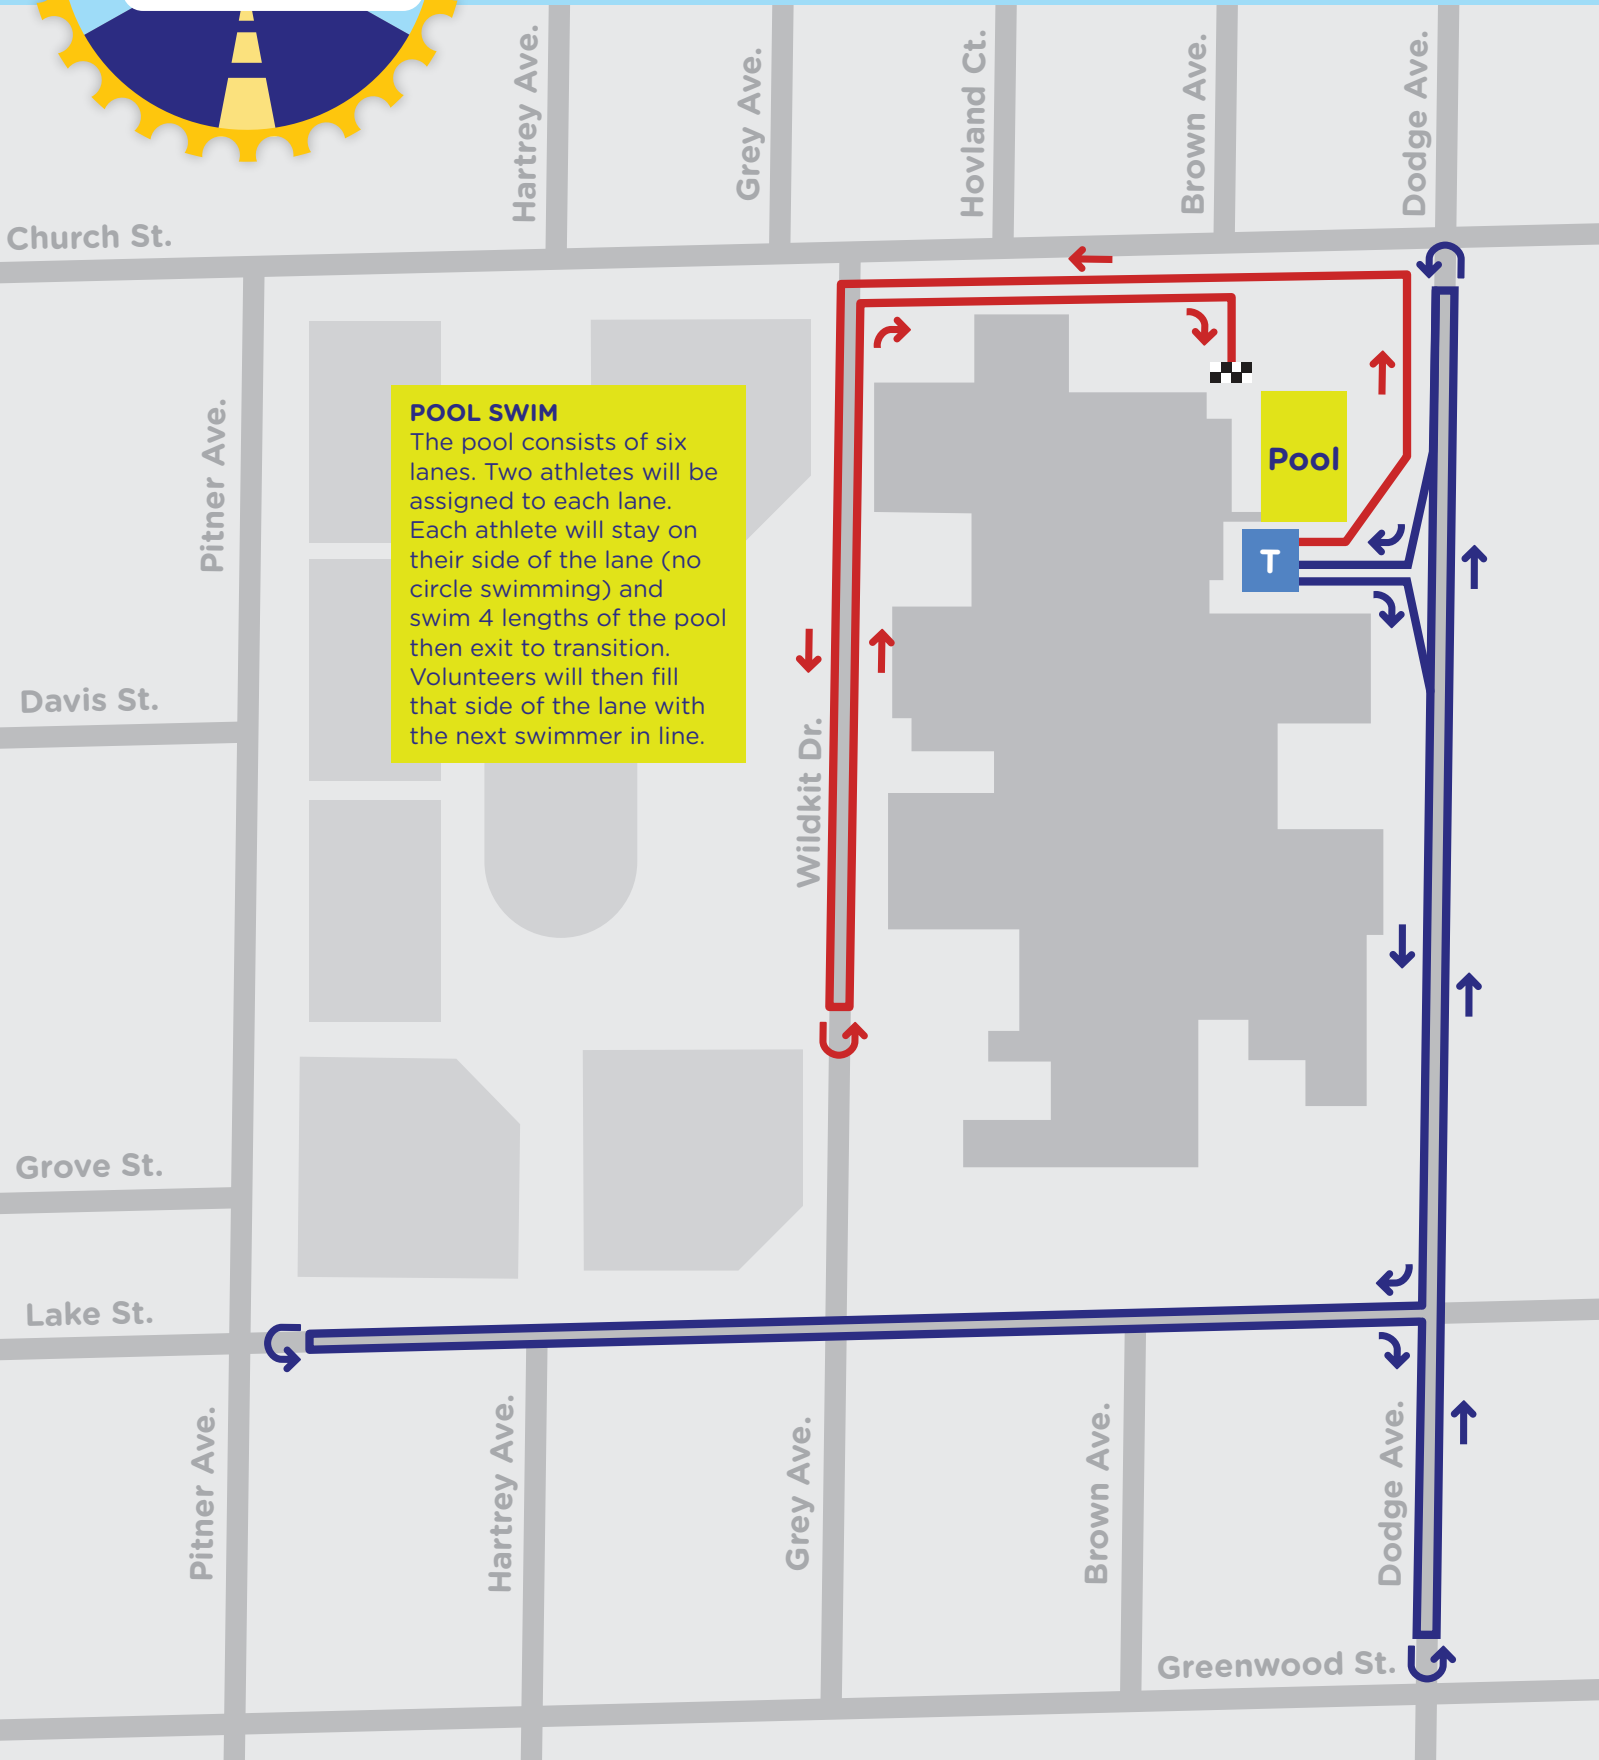 Hartrey Ave.
Grey Ave.
Hovland Ct.
Brown Ave.
Dodge Ave.
Church St.
Pitner Ave.
POOL SWIM
The pool consists of six
lanes. Two athletes will be
assigned to each lane.
Each athlete will stay on
their side of the lane (no
circle swimming) and
swim 4 lengths of the pool
then exit to transition.
Volunteers will then fill
that side of the lane with
the next swimmer in line.
Pool
T
Davis St.
Wildkit Dr.
Grove St.
Lake St.
Pitner Ave.
Hartrey Ave.
Grey Ave.
Brown Ave.
Dodge Ave.
Greenwood St.